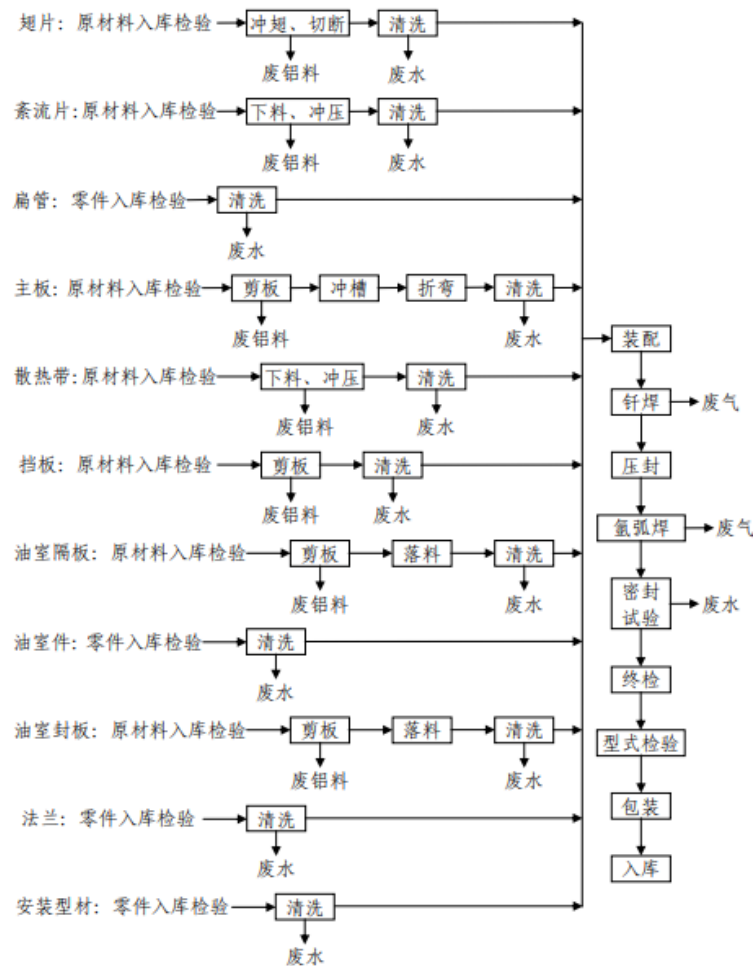 翅片：原材料入库检验 冲翅、切断 清洗
废铝料 废水
紊流片：原材料入库检验 下料、冲压 清洗
废铝料 废水
扁管：零件入库检验 清洗
废水
主板：原材料入库检验 剪板 冲槽 折弯 清洗
废铝料 废水
散热带：原材料入库检验 下料、冲压 清洗
废铝料 废水
挡板：原材料入库检验 剪板 清洗
废铝料 废水
油室隔板：原材料入库检验 剪板 落料 清洗
废铝料 废水
油室件：零件入库检验 清洗
废水
油室封板：原材料入库检验 剪板 落料 清洗
废铝料 废水
法兰：零件入库检验 清洗
废水
安装型材：零件入库检验 清洗
废水
装配
钎焊 废气
压封
氩弧焊 废气
密封
试验 废水
终检
型式检验
包装
入库